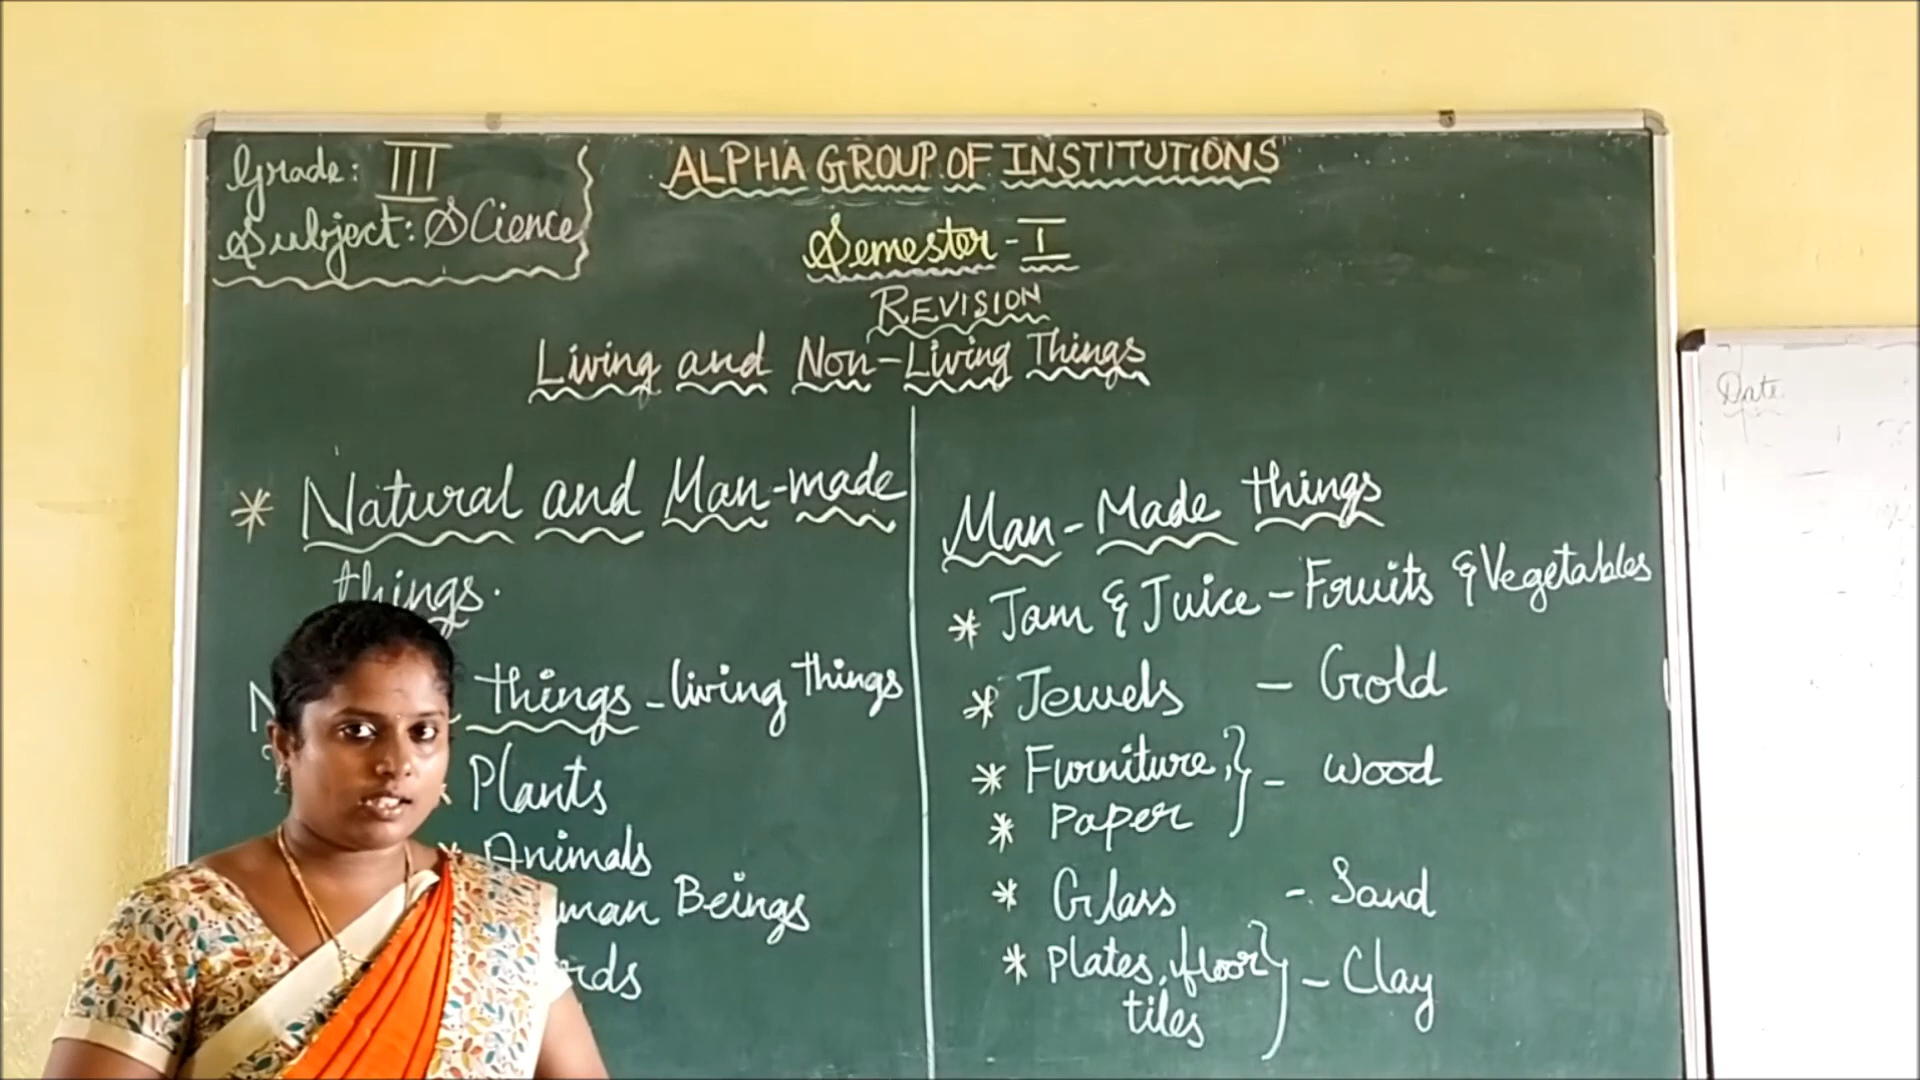 Grade: III
Subject: Science
ALPHA GROUP OF INSTITUTIONS
Semester - I
REVISION
Living and Non-Living Things
* Natural and Man-made
things.
things - living things
Plants
* Animals
Beings
Man-Made things
* Jam & Juice - Fruits & Vegetables
* Jewels - Gold
* Furniture, } - wood
* Paper
* Glass - Sand
* Plates, floor } - Clay
tiles
Date